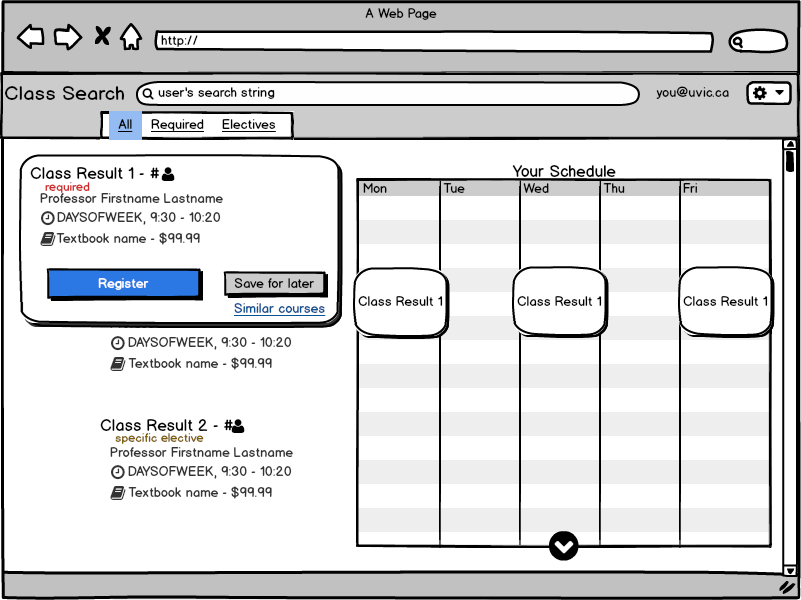 A Web Page
http://
Class Search
user's search string
you@uvic.ca
All Required Electives
Class Result 1 - #
required
Professor Firstname Lastname
DAYSOFWEEK, 9:30 - 10:20
Textbook name - $99.99
Register
Save for later
Similar courses
DAYSOFWEEK, 9:30 - 10:20
Textbook name - $99.99
Class Result 2 - #
specific elective
Professor Firstname Lastname
DAYSOFWEEK, 9:30 - 10:20
Textbook name - $99.99
Your Schedule
Mon Tue Wed Thu Fri
Class Result 1 Class Result 1 Class Result 1